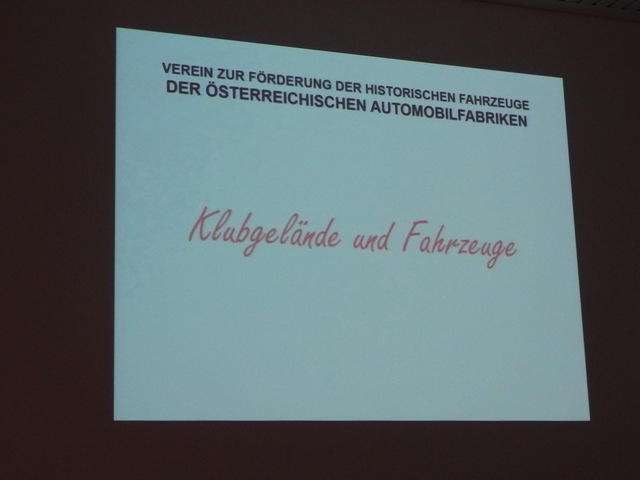 VEREIN ZUR FÖRDERUNG DER HISTORISCHEN FAHRZEUGE
DER ÖSTERREICHISCHEN AUTOMOBILFABRIKEN
Klubgelände und Fahrzeuge